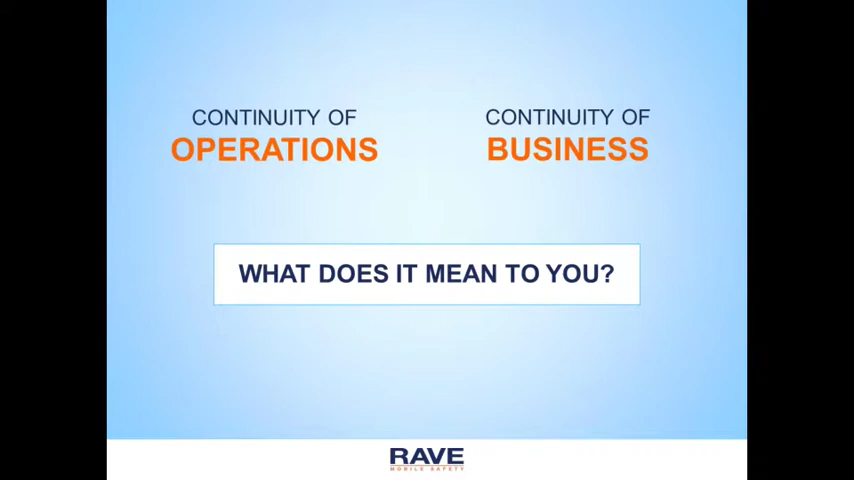 CONTINUITY OF
OPERATIONS
CONTINUITY OF
BUSINESS
WHAT DOES IT MEAN TO YOU?
RAVE
MOBILE SAFETY